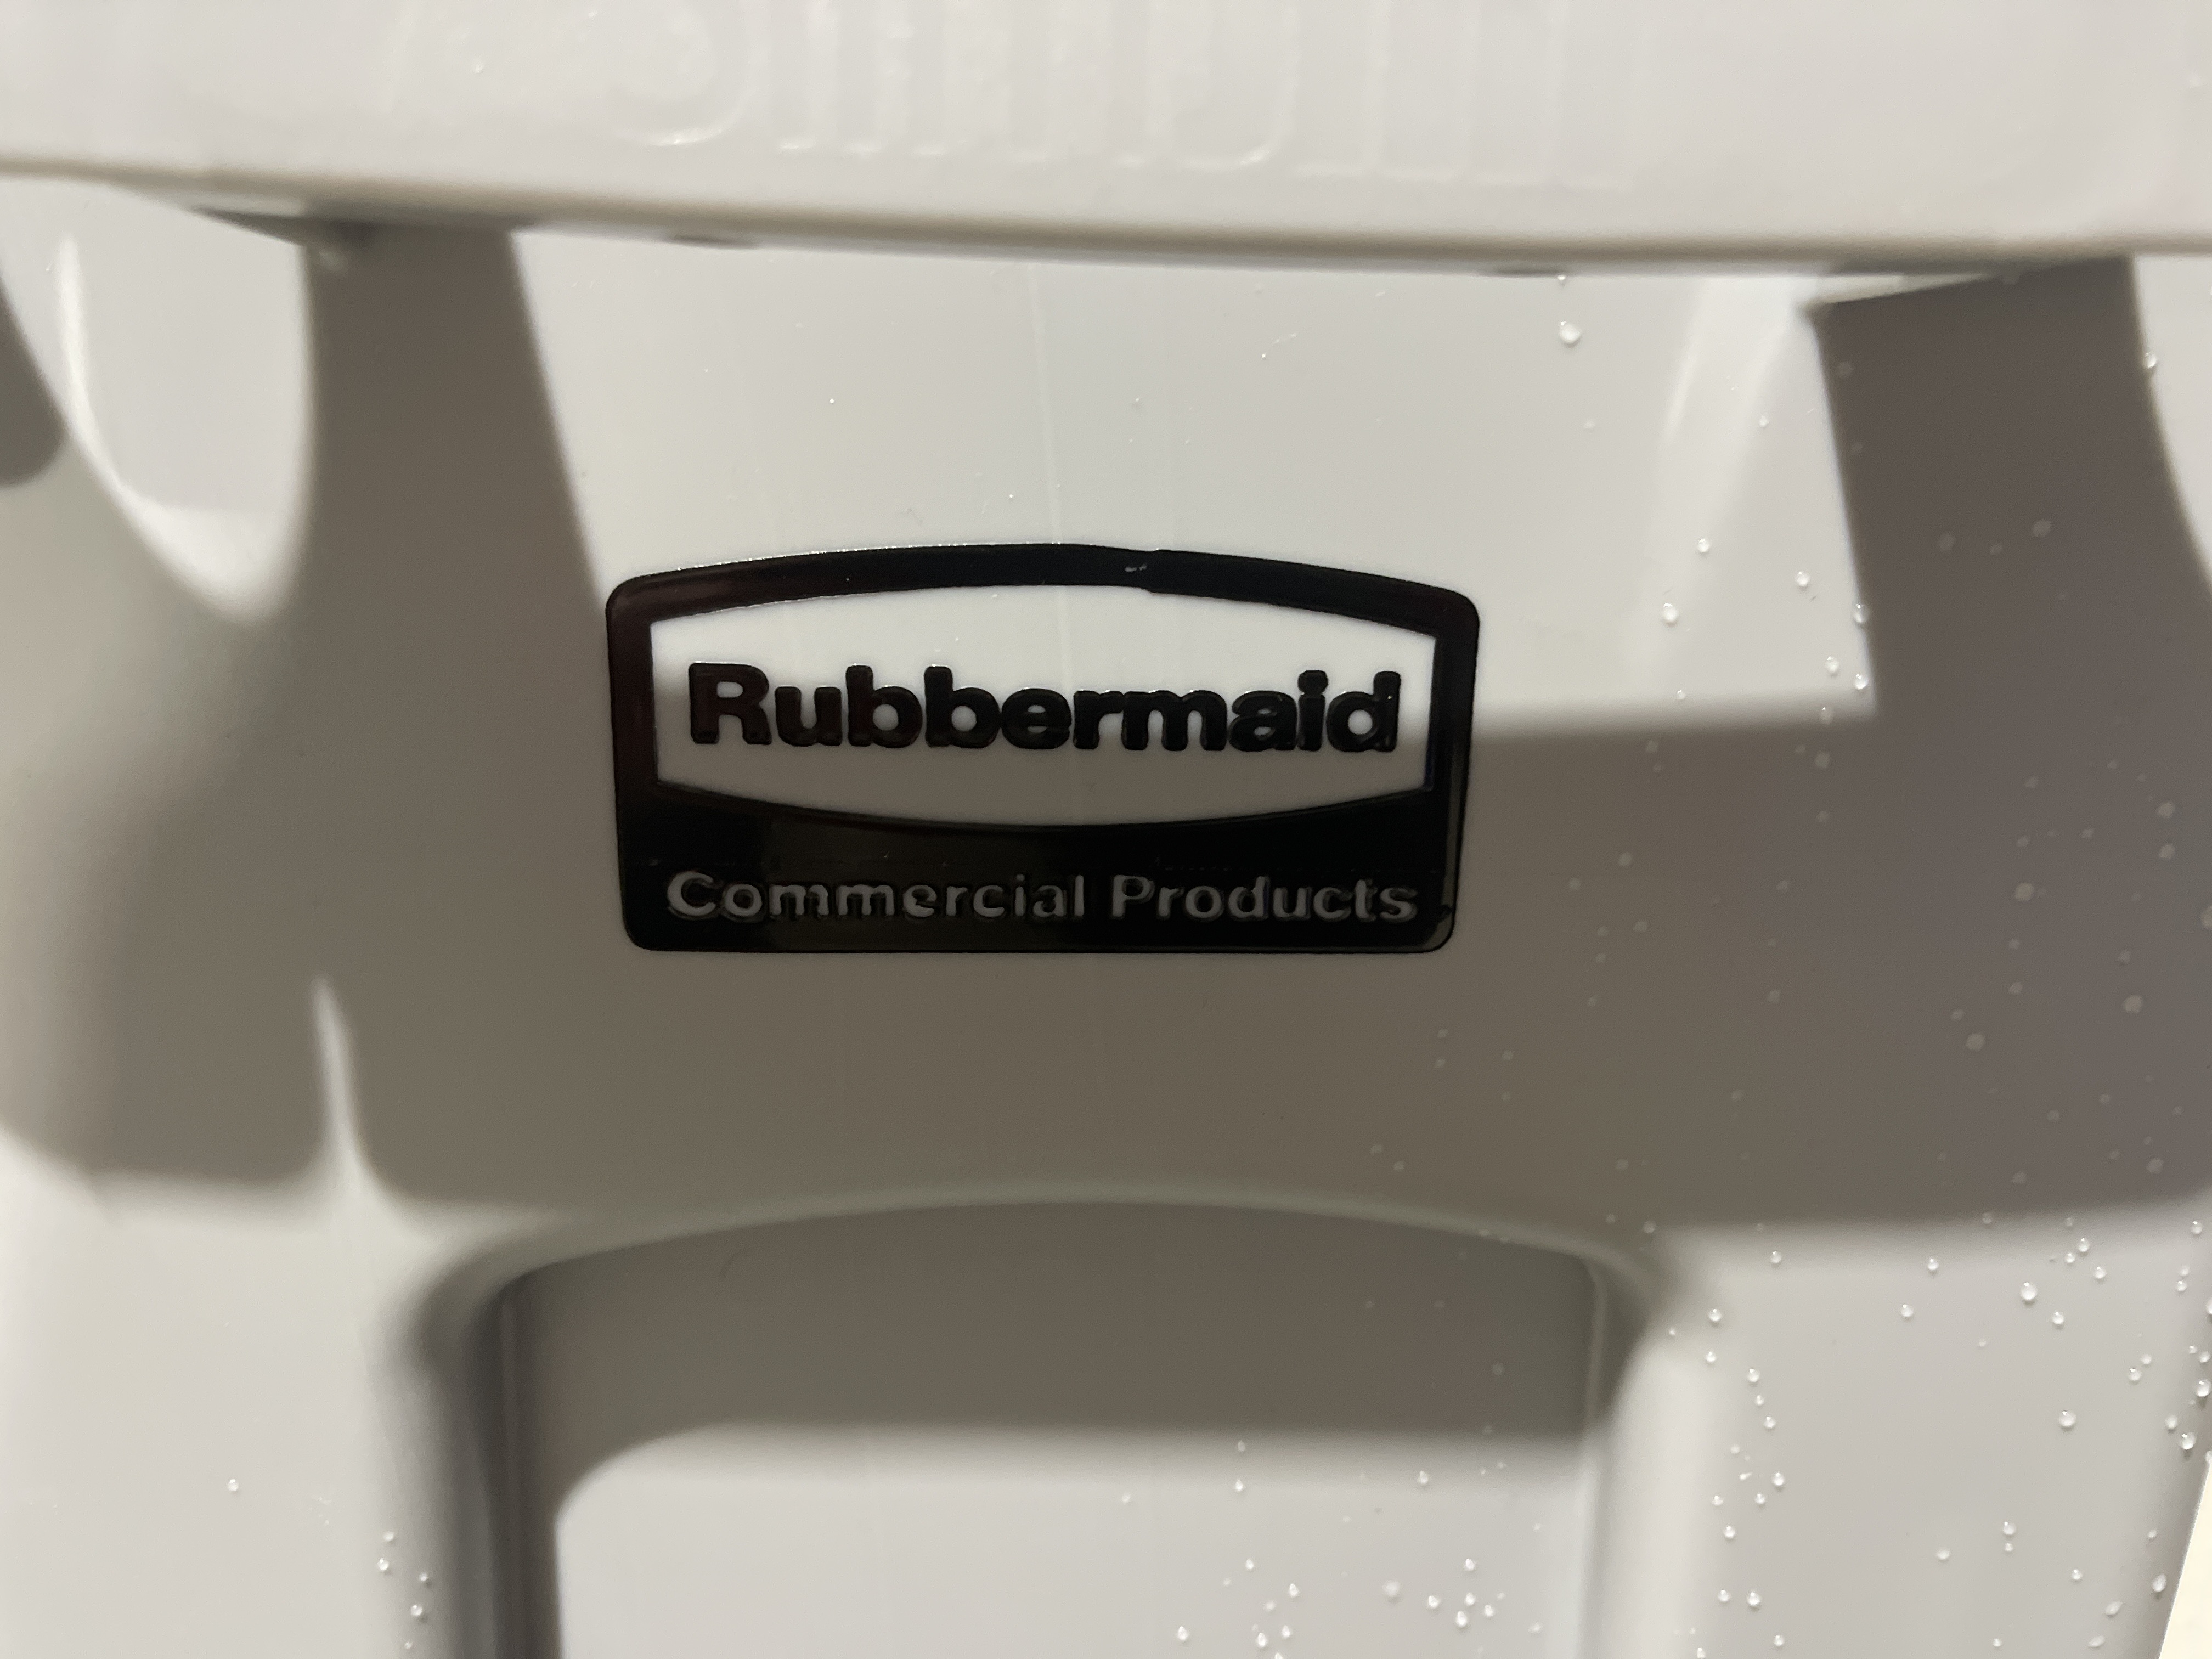 Rubbermaid
Commercial Products